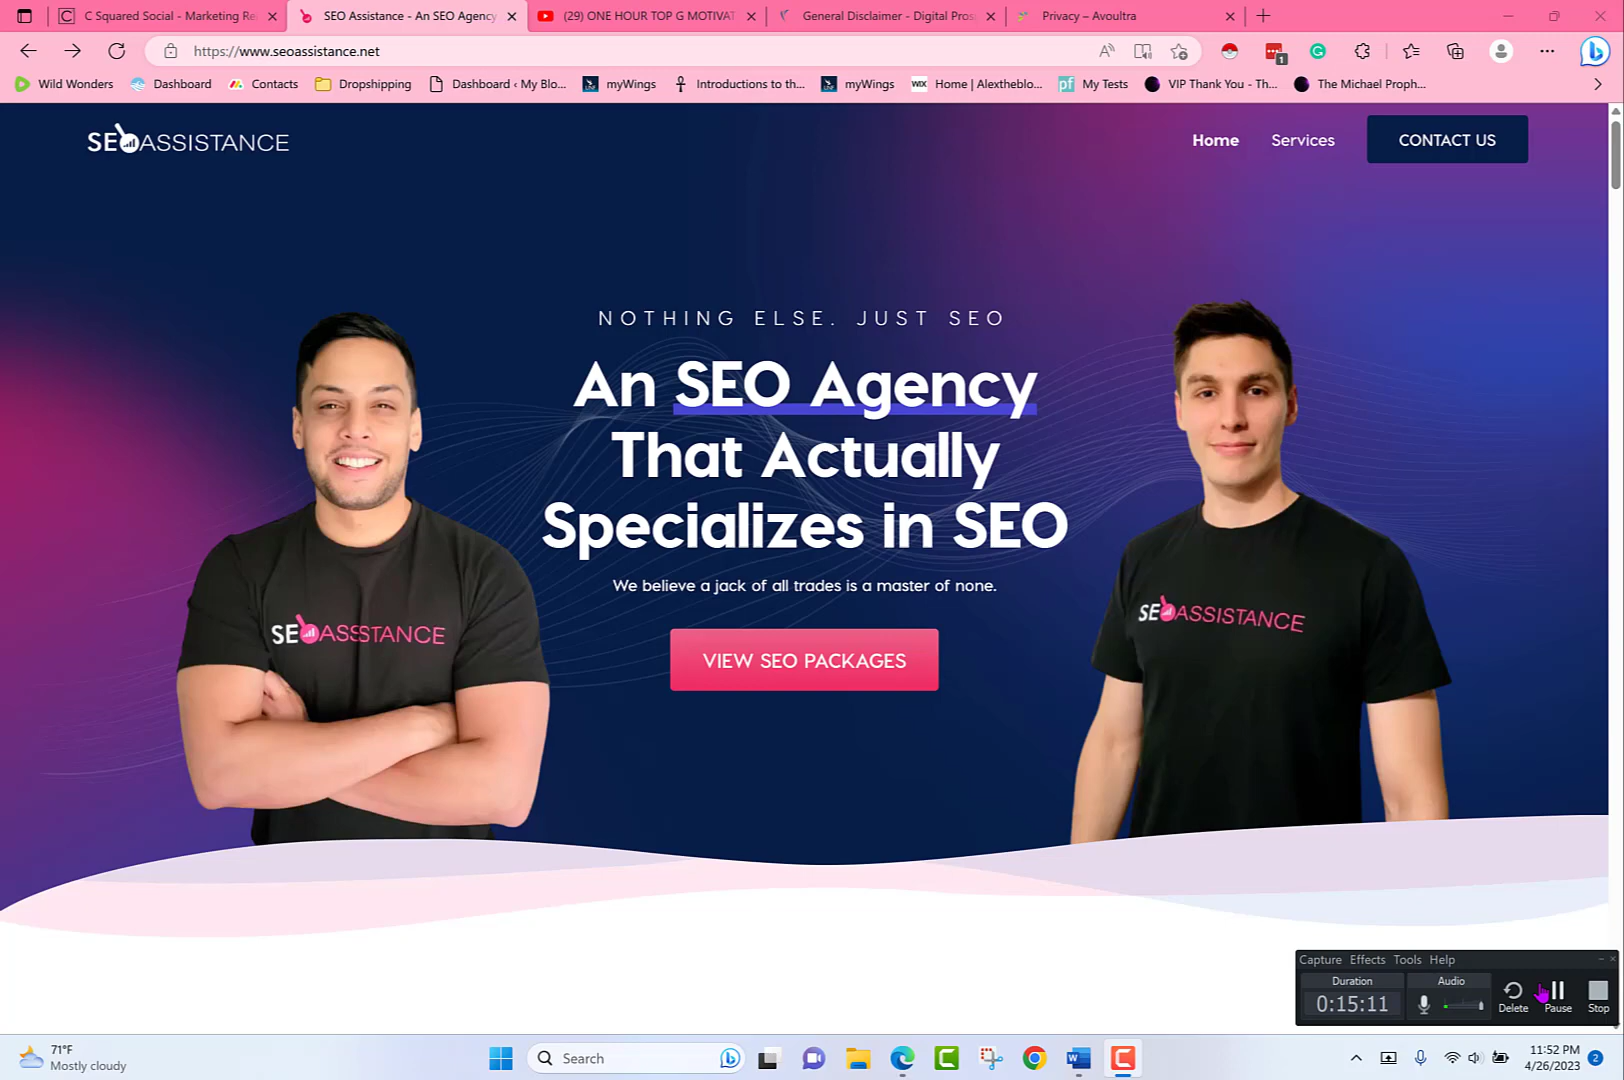 C Squared Social - Marketing Re
SEO Assistance - An SEO Agency
(29) ONE HOUR TOP G MOTIVAT
General Disclaimer - Digital Pros
Privacy – Avoultra
https://www.seoassistance.net
1
Wild Wonders
Dashboard
Contacts
Dropshipping
Dashboard ‹ My Blo...
myWings
Introductions to th...
myWings
WIX
Home | Alextheblo...
pf
My Tests
VIP Thank You - Th...
The Michael Proph...
SEOASSISTANCE
Home
Services
CONTACT US
NOTHING ELSE. JUST SEO
An SEO Agency
That Actually
Specializes in SEO
We believe a jack of all trades is a master of none.
VIEW SEO PACKAGES
SEOASSSTANCE
SEOASSISTANCE
Capture Effects Tools Help
Duration
Audio
0:15:11
Delete
Pause
Stop
71°F
Mostly cloudy
Search
11:52 PM
4/26/2023
2